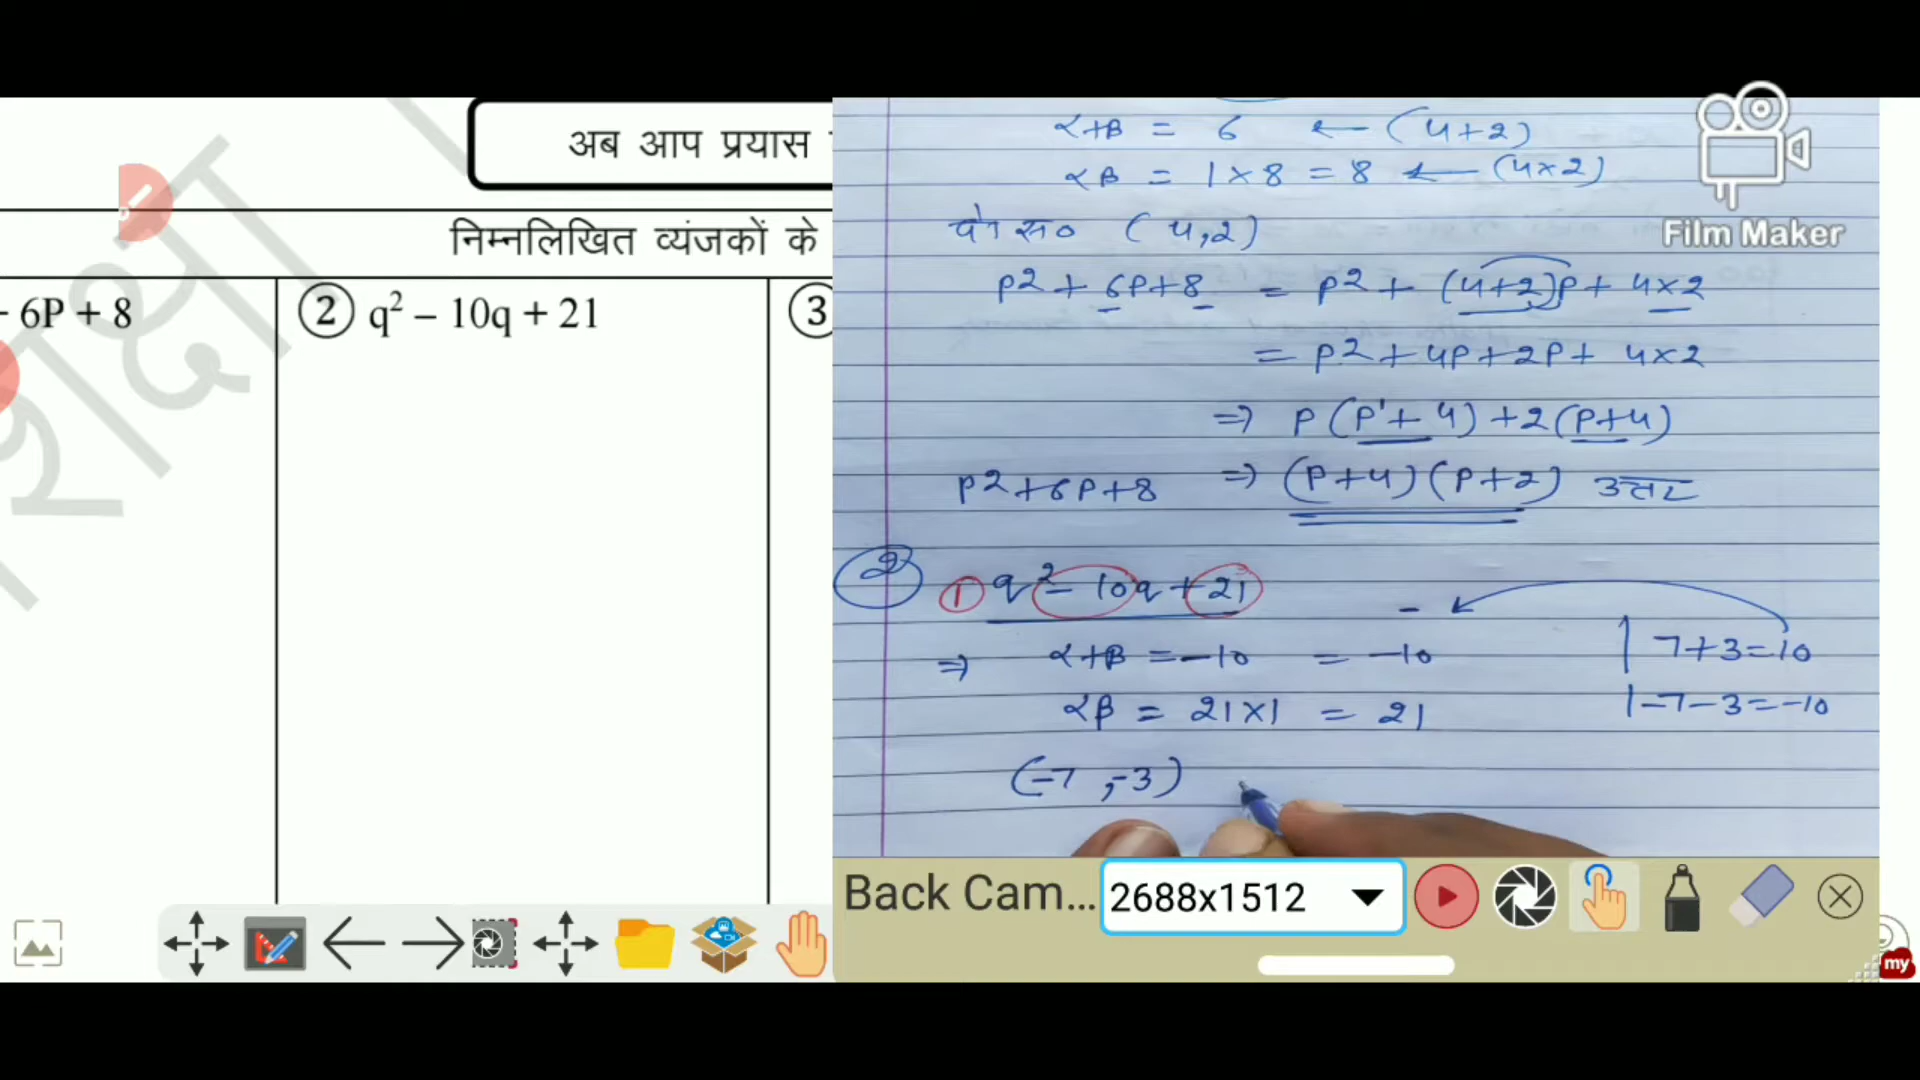 अब आप प्रयास
निम्नलिखित व्यंजकों के
- 6P + 8
② q² – 10q + 21
③
α+β = 6 ← (4+2)
αβ = 1×8 = 8 ← (4×2)
दो सं० (4,2)
P²+6P+8 = P²+(4+2)P+4×2
= P²+4P+2P+4×2
⇒ P(P+4)+2(P+4)
P²+6P+8 ⇒ (P+4)(P+2) उत्तर
② ① q²-10q+21
-
⇒ α+β = -10 = -10
7+3=10
αβ = 21×1 = 21
-7-3=-10
(-7,-3)
Film Maker
Back Cam...
2688x1512
my